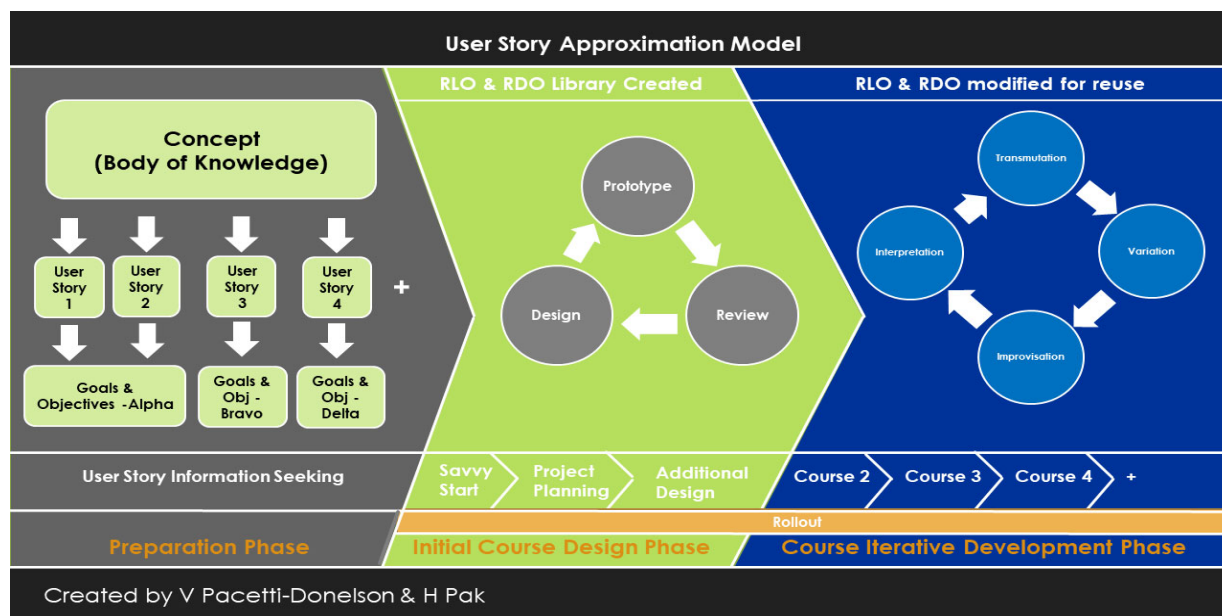 User Story Approximation Model
RLO & RDO Library Created
RLO & RDO modified for reuse
Concept
(Body of Knowledge)
User
Story
1
User
Story
2
User
Story
3
User
Story
4
+
Goals &
Objectives -Alpha
Goals &
Obj -
Bravo
Goals &
Obj -
Delta
Prototype
Design
Review
Transmutation
Interpretation
Variation
Improvisation
User Story Information Seeking
Savvy
Start
Project
Planning
Additional
Design
Course 2
Course 3
Course 4
+
Rollout
Preparation Phase
Initial Course Design Phase
Course Iterative Development Phase
Created by V Pacetti-Donelson & H Pak